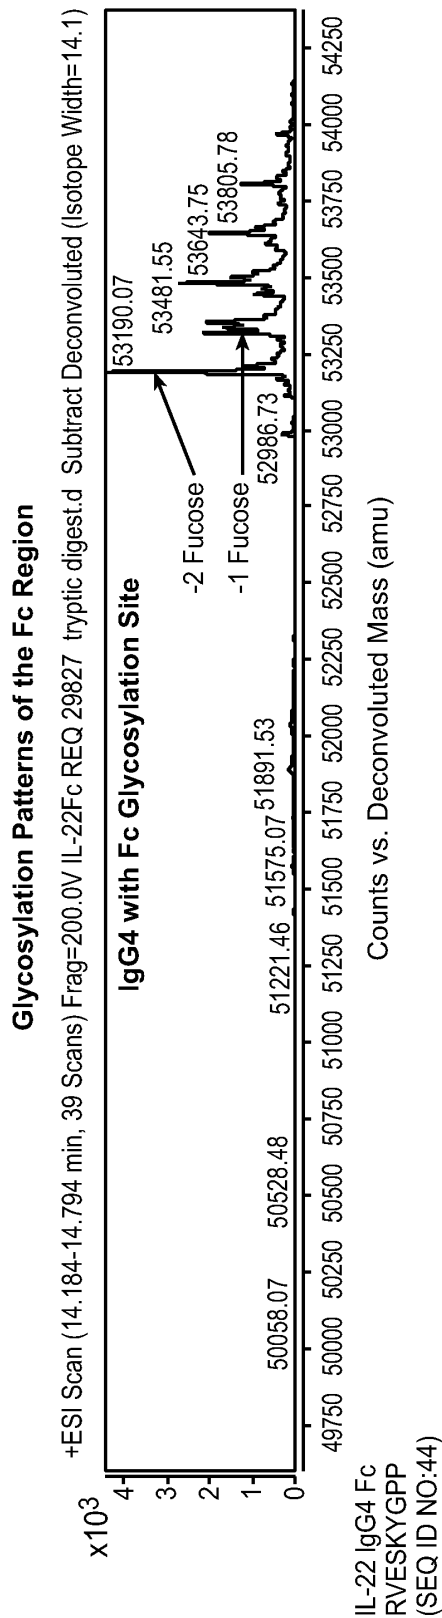 Glycosylation Patterns of the Fc Region
+ESI Scan (14.184-14.794 min, 39 Scans) Frag=200.0V IL-22Fc REQ 29827 tryptic digest.d Subtract Deconvoluted (Isotope Width=14.1)
x10³
IgG4 with Fc Glycosylation Site
4
3
2
1
0
53190.07
53481.55
53643.75
53805.78
-2 Fucose
-1 Fucose
52986.73
50058.07
50528.48
51221.46
51575.07
51891.53
49750 50000 50250 50500 50750 51000 51250 51500 51750 52000 52250 52500 52750 53000 53250 53500 53750 54000 54250
Counts vs. Deconvoluted Mass (amu)
IL-22 IgG4 Fc
RVESKYGPP
(SEQ ID NO:44)